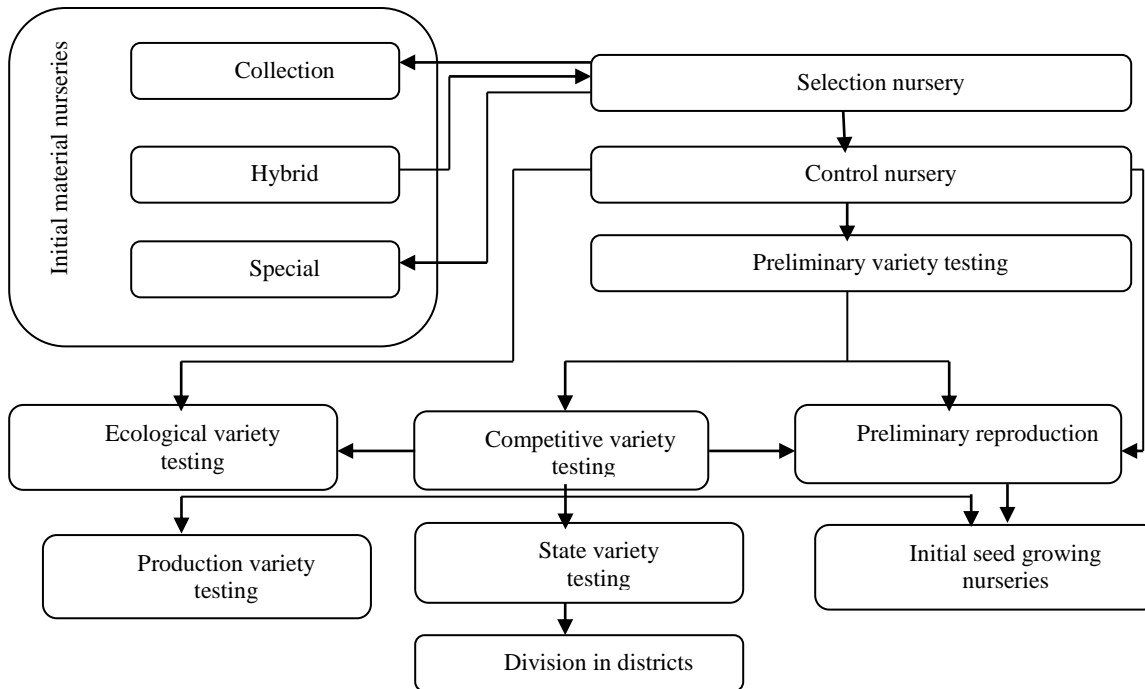 Initial material nurseries
Collection
Hybrid
Special
Selection nursery
Control nursery
Preliminary variety testing
Ecological variety
testing
Competitive variety
testing
Preliminary reproduction
Production variety
testing
State variety
testing
Initial seed growing
nurseries
Division in districts